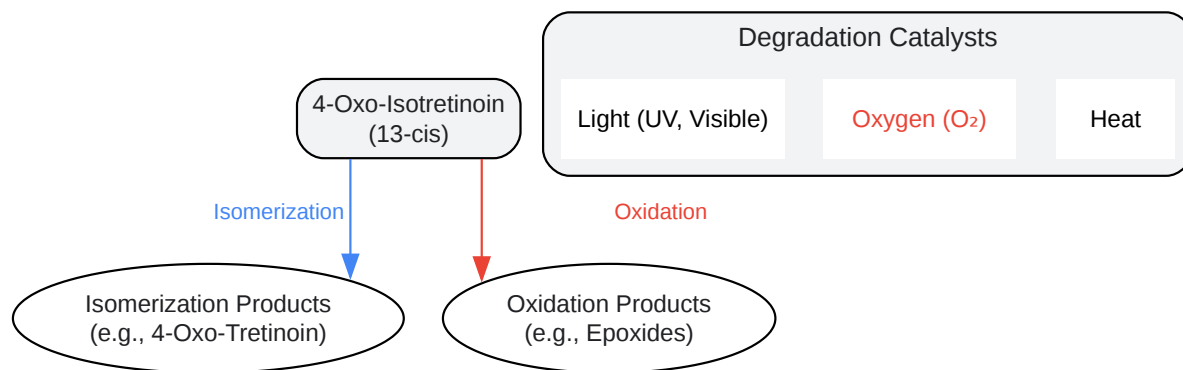 Degradation Catalysts
4-Oxo-Isotretinoin
(13-cis)
Light (UV, Visible)
Oxygen (O₂)
Heat
Isomerization
Oxidation
Isomerization Products
(e.g., 4-Oxo-Tretinoin)
Oxidation Products
(e.g., Epoxides)